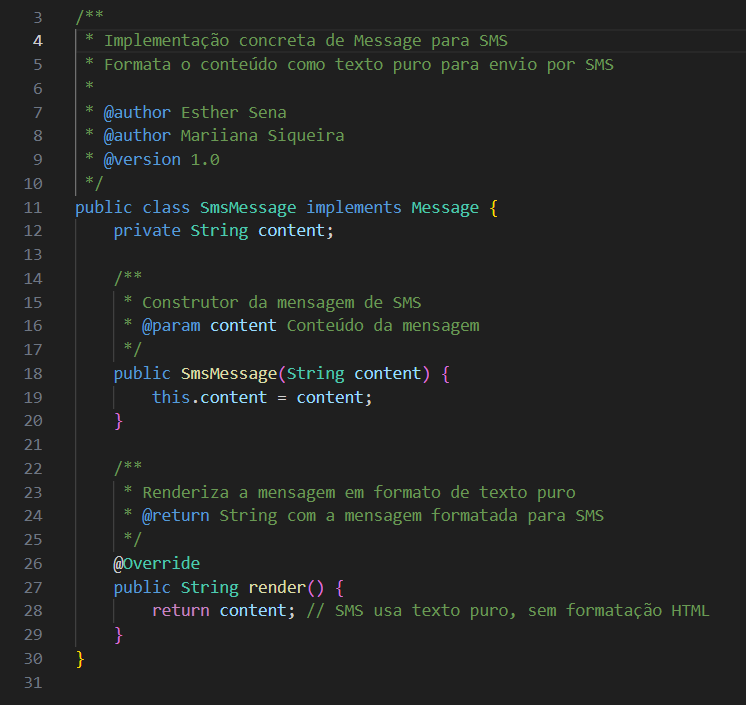 3 /**
4 * Implementação concreta de Message para SMS
5 * Formata o conteúdo como texto puro para envio por SMS
6 *
7 * @author Esther Sena
8 * @author Mariiana Siqueira
9 * @version 1.0
10 */
11 public class SmsMessage implements Message {
12 private String content;
13
14 /**
15 * Construtor da mensagem de SMS
16 * @param content Conteúdo da mensagem
17 */
18 public SmsMessage(String content) {
19 this.content = content;
20 }
21
22 /**
23 * Renderiza a mensagem em formato de texto puro
24 * @return String com a mensagem formatada para SMS
25 */
26 @Override
27 public String render() {
28 return content; // SMS usa texto puro, sem formatação HTML
29 }
30 }
31